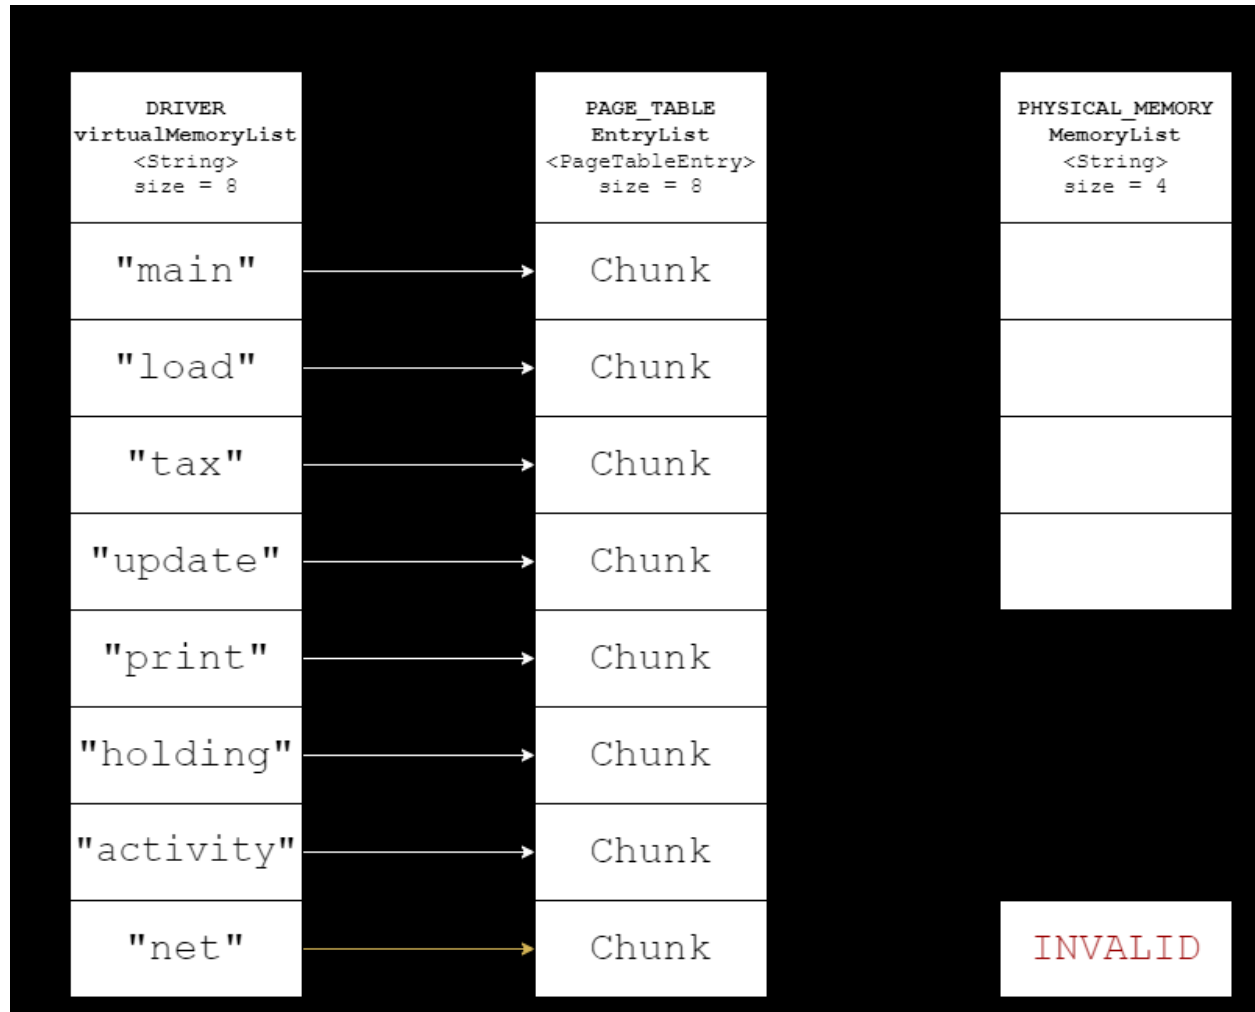 DRIVER
virtualMemoryList
<String>
size = 8
"main"
"load"
"tax"
"update"
"print"
"holding"
"activity"
"net"
PAGE_TABLE
EntryList
<PageTableEntry>
size = 8
Chunk
Chunk
Chunk
Chunk
Chunk
Chunk
Chunk
Chunk
PHYSICAL_MEMORY
MemoryList
<String>
size = 4
INVALID